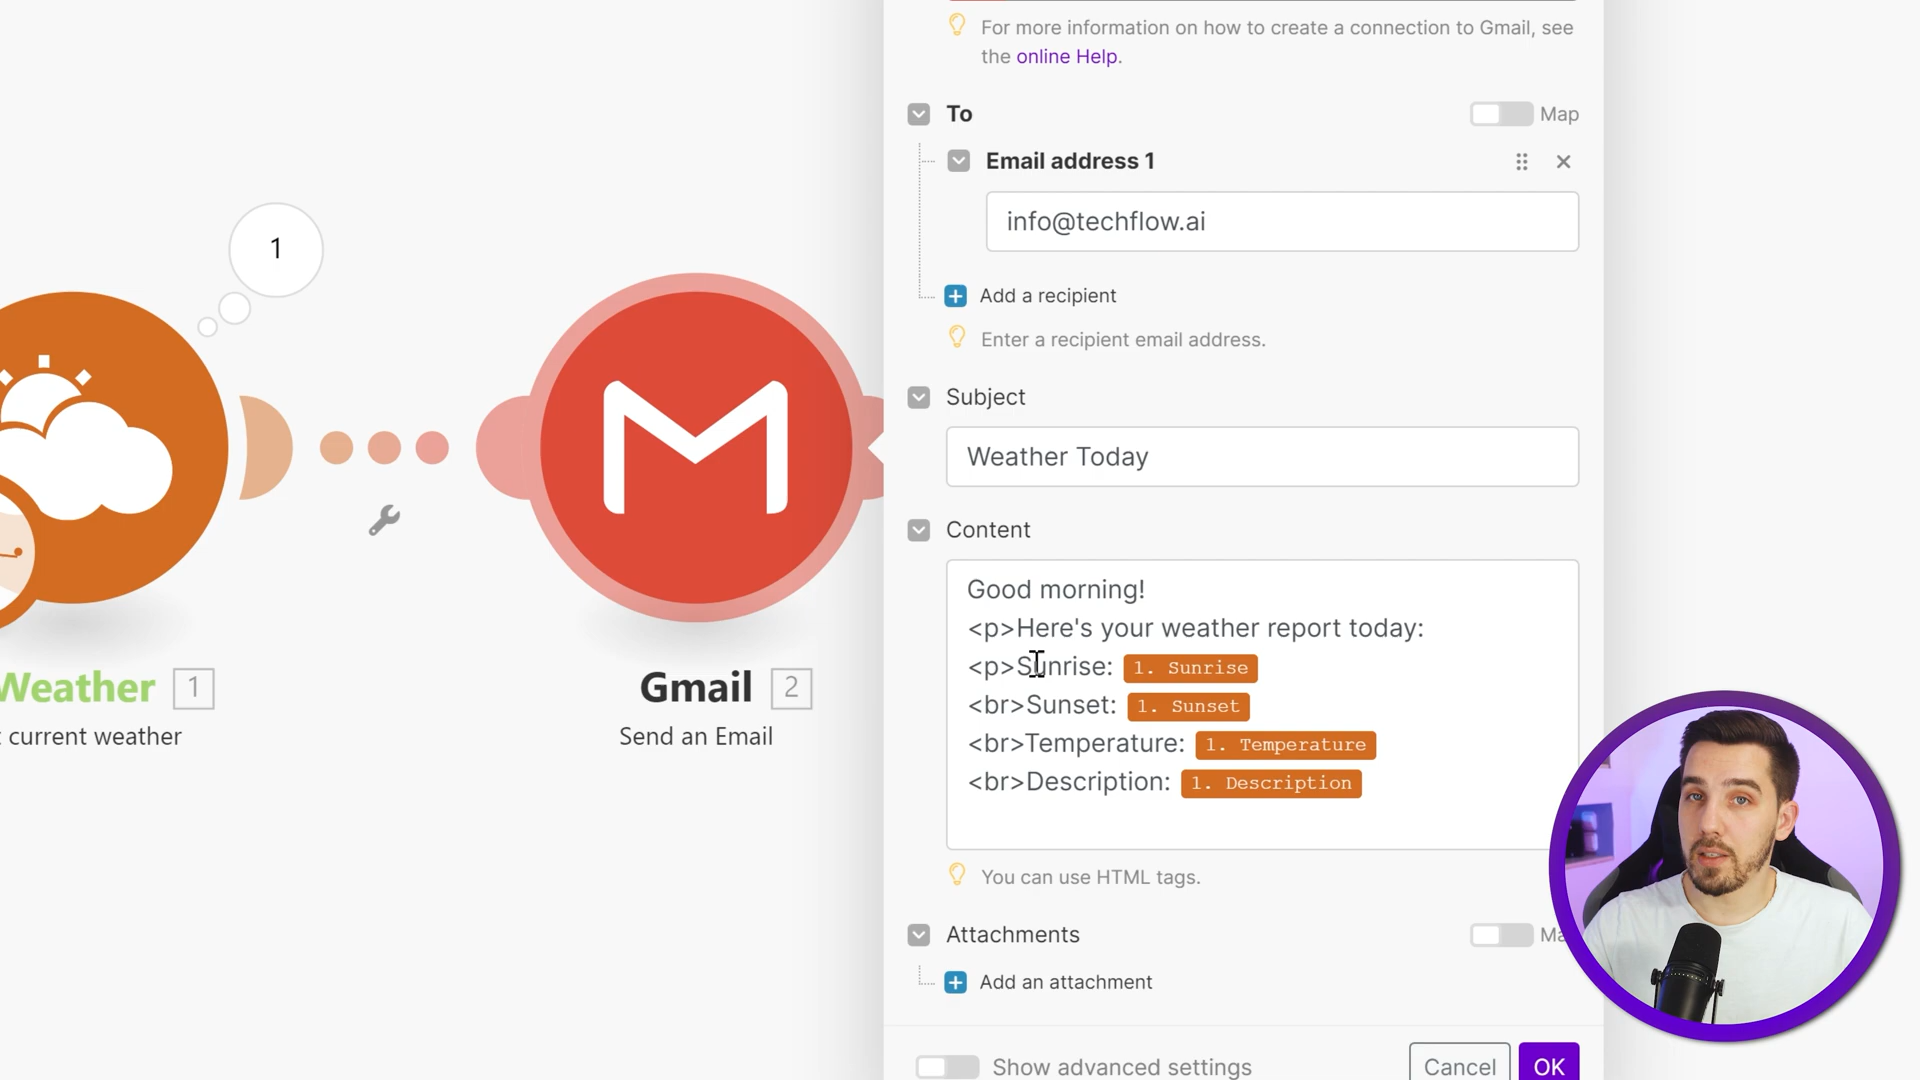 For more information on how to create a connection to Gmail, see
the online Help.
To
Map
Email address 1
info@techflow.ai
Add a recipient
Enter a recipient email address.
Subject
Weather Today
Content
Good morning!
<p>Here's your weather report today:
<p>Sunrise: 1. Sunrise
<br>Sunset: 1. Sunset
<br>Temperature: 1. Temperature
<br>Description: 1. Description
You can use HTML tags.
Attachments
Add an attachment
Show advanced settings
Cancel
OK
1
Weather 1
current weather
M
Gmail 2
Send an Email